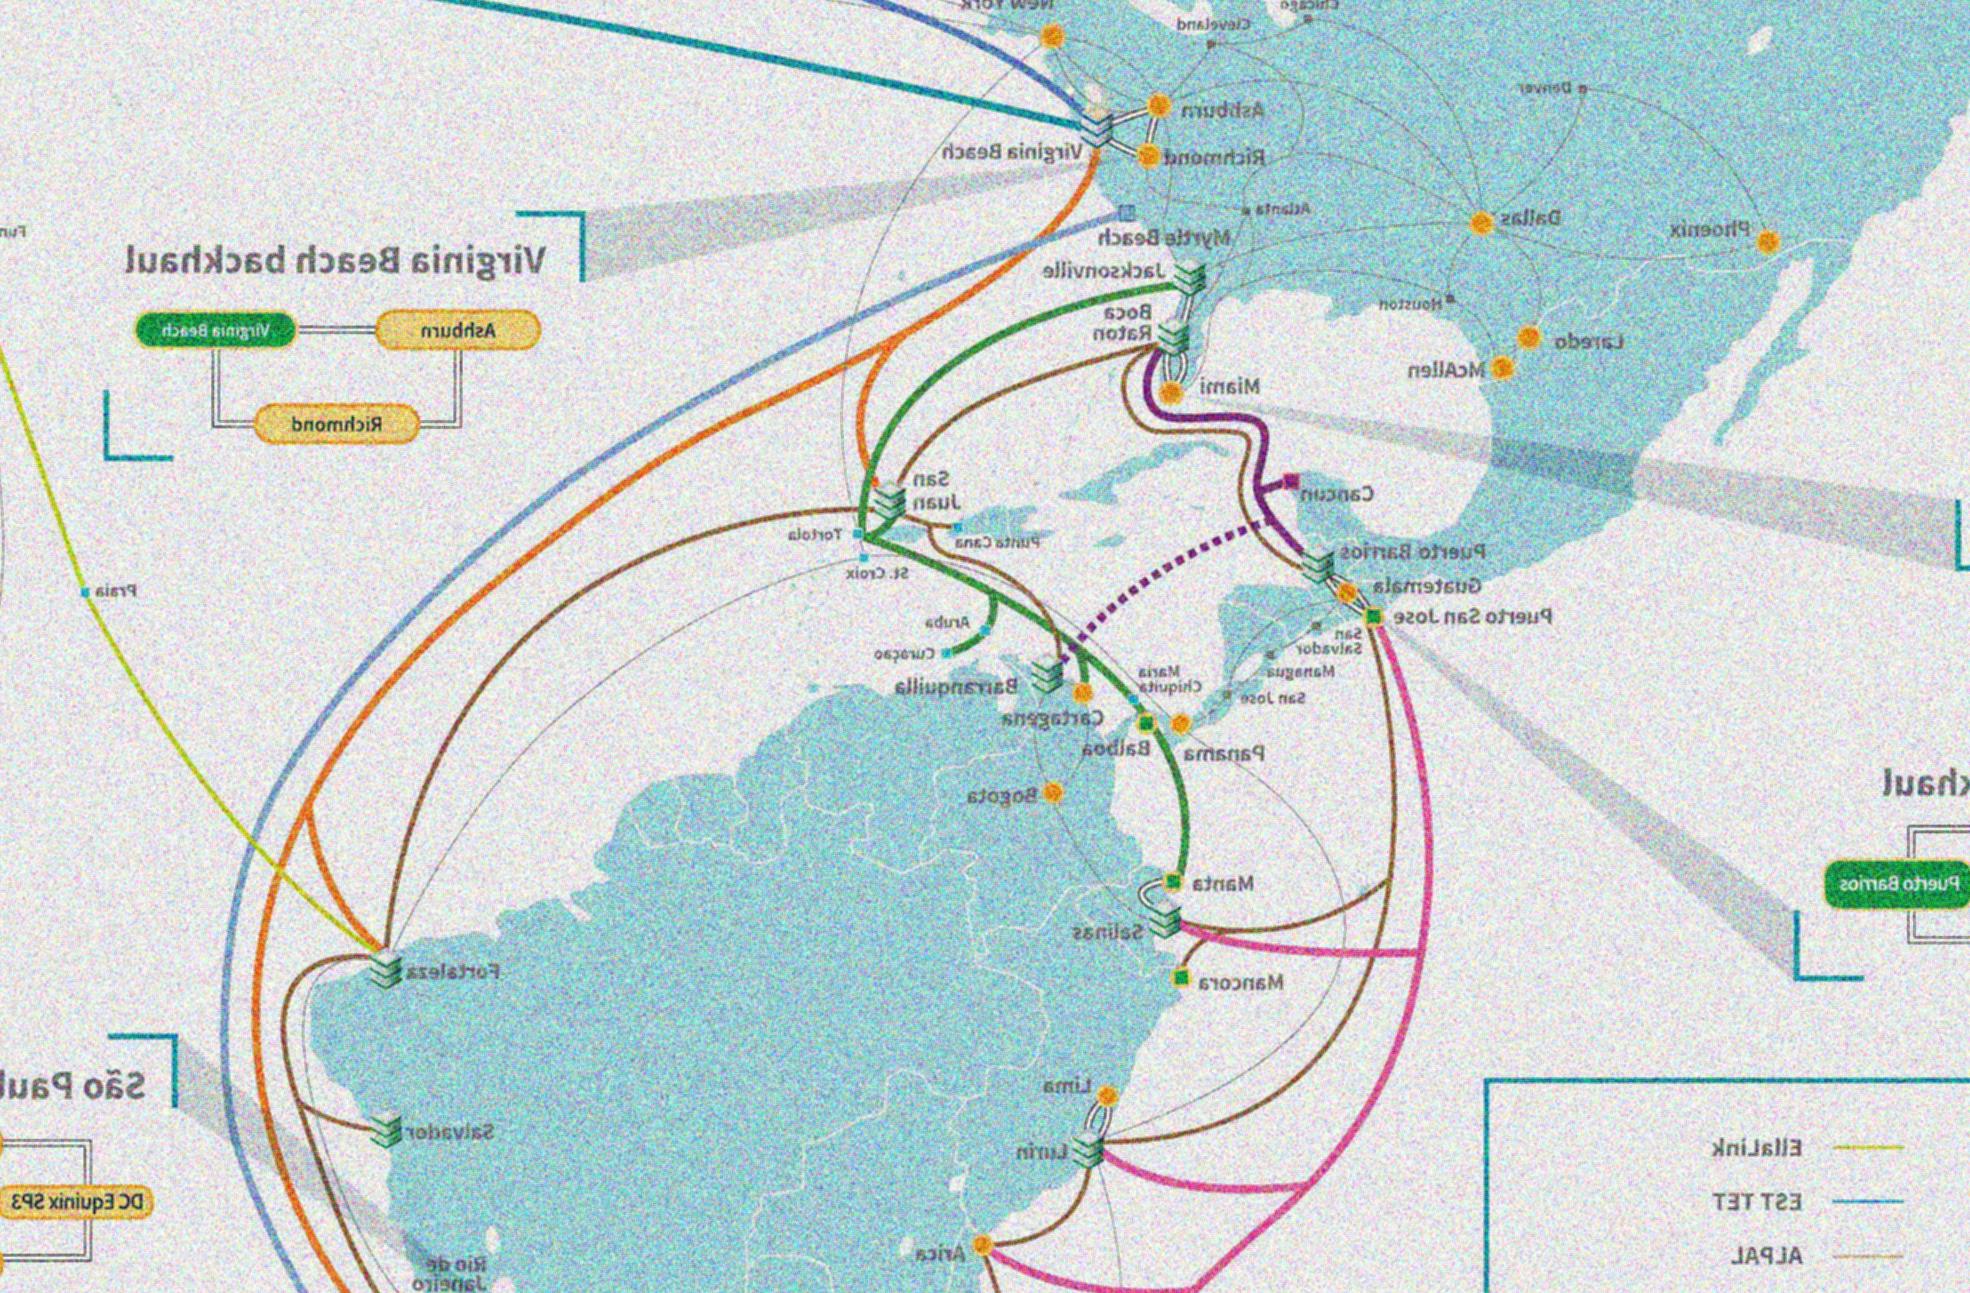 New York
Chicago
Cleveland
Denver
Ashburn
Virginia Beach
Richmond
Atlanta
Dallas
Phoenix
Myrtle Beach
Jacksonville
Houston
Boca
Raton
Laredo
McAllen
Miami
Virginia Beach backhaul
Virginia Beach
Ashburn
Richmond
San
Juan
Cancun
Tortola
Punta Cana
St. Croix
Puerto Barrios
Guatemala
Puerto San Jose
Praia
Aruba
Curaçao
San
Salvador
Managua
San Jose
Maria
Chiquita
Barranquilla
Cartagena
Balboa
Panama
Bogota
khaul
Puerto Barrios
Manta
Salinas
Mancora
Fortaleza
São Paul
Lima
Salvador
Lurin
DC Equinix SP3
Arica
Rio de
Janeiro
EllaLink
EST TET
ALPAL